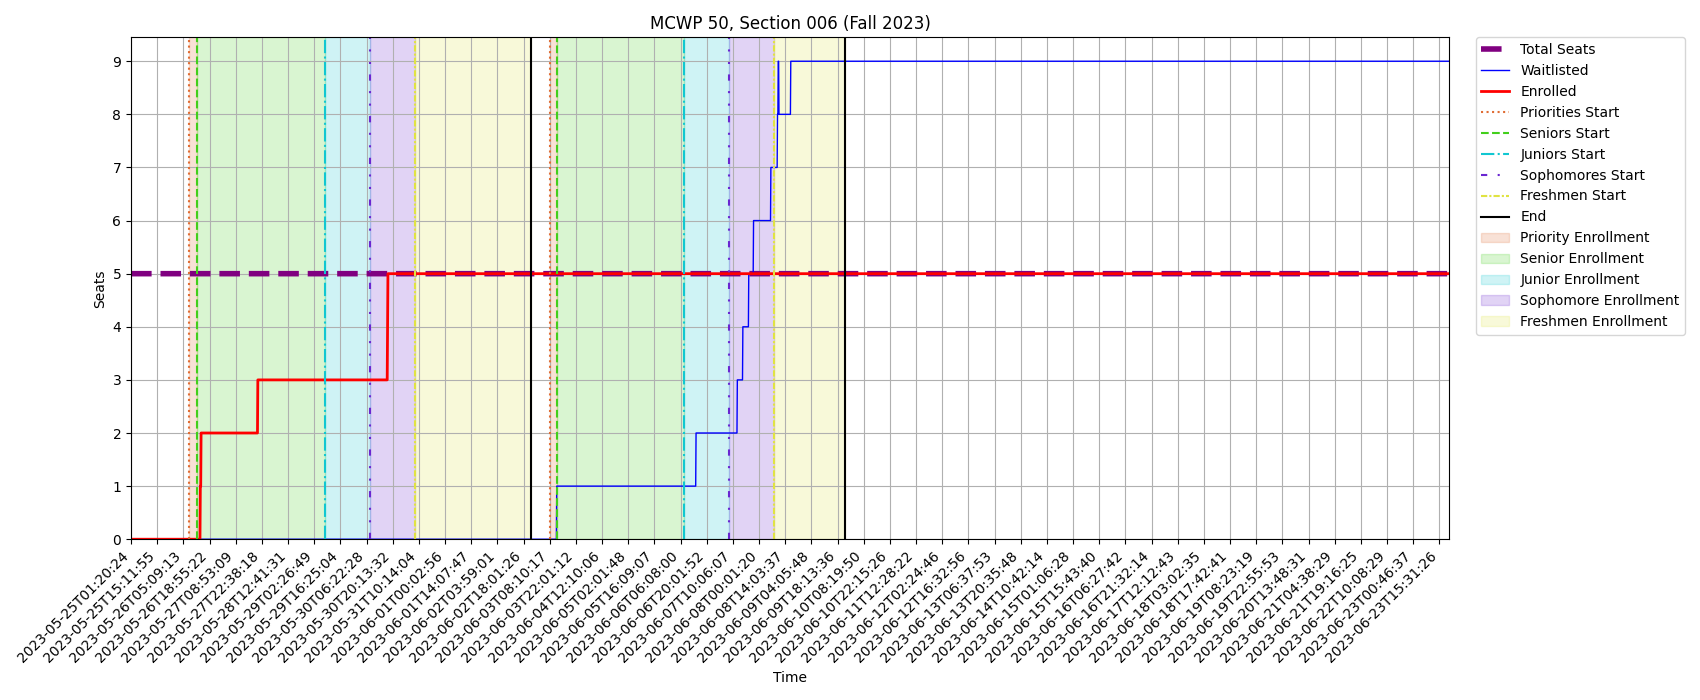 MCWP 50, Section 006 (Fall 2023)
Seats
9
8
7
6
5
4
3
2
1
0
2023-05-25T01:20:24
2023-05-25T15:11:55
2023-05-26T05:09:13
2023-05-26T18:55:22
2023-05-27T08:53:09
2023-05-27T22:38:18
2023-05-28T12:41:31
2023-05-29T02:26:49
2023-05-29T16:25:04
2023-05-30T06:22:28
2023-05-30T20:13:32
2023-05-31T10:14:04
2023-06-01T00:02:56
2023-06-01T14:07:47
2023-06-02T03:59:01
2023-06-02T18:01:26
2023-06-03T08:10:17
2023-06-03T22:01:12
2023-06-04T12:10:06
2023-06-05T02:01:48
2023-06-05T16:09:07
2023-06-06T06:08:00
2023-06-06T20:01:52
2023-06-07T10:06:07
2023-06-08T00:01:20
2023-06-08T14:03:37
2023-06-09T04:05:48
2023-06-09T18:13:36
2023-06-10T08:19:50
2023-06-10T22:15:26
2023-06-11T12:28:22
2023-06-12T02:24:46
2023-06-12T16:32:56
2023-06-13T06:37:53
2023-06-13T20:35:48
2023-06-14T10:42:14
2023-06-15T01:06:28
2023-06-15T15:43:40
2023-06-16T06:27:42
2023-06-16T21:32:14
2023-06-17T12:12:43
2023-06-18T03:02:35
2023-06-18T17:42:41
2023-06-19T08:23:19
2023-06-19T22:55:53
2023-06-20T13:48:31
2023-06-21T04:38:29
2023-06-21T19:16:25
2023-06-22T10:08:29
2023-06-23T00:46:37
2023-06-23T15:31:26
Time
Total Seats
Waitlisted
Enrolled
Priorities Start
Seniors Start
Juniors Start
Sophomores Start
Freshmen Start
End
Priority Enrollment
Senior Enrollment
Junior Enrollment
Sophomore Enrollment
Freshmen Enrollment